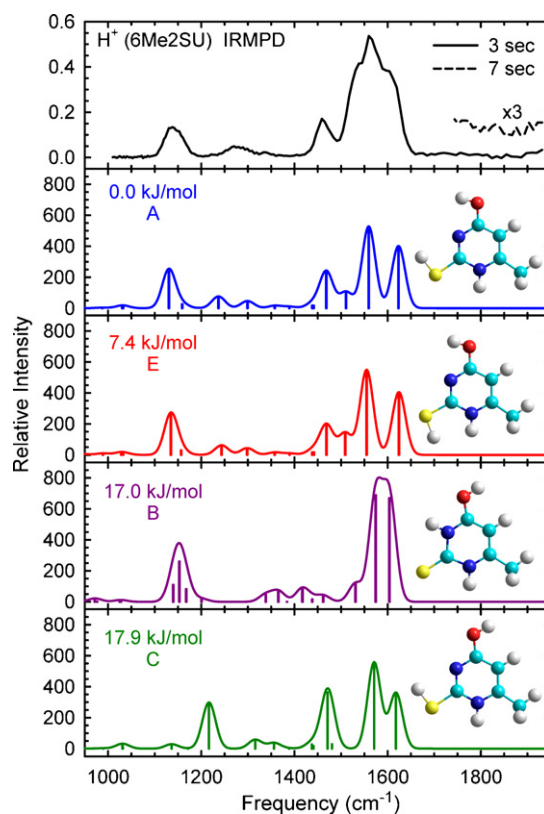 H⁺ (6Me2SU) IRMPD
3 sec
7 sec
x3
0.6
0.4
0.2
0.0
0.0 kJ/mol
A
800
600
400
200
0
7.4 kJ/mol
E
800
600
400
200
0
17.0 kJ/mol
B
800
600
400
200
0
17.9 kJ/mol
C
800
600
400
200
0
Relative Intensity
1000 1200 1400 1600 1800
Frequency (cm⁻¹)